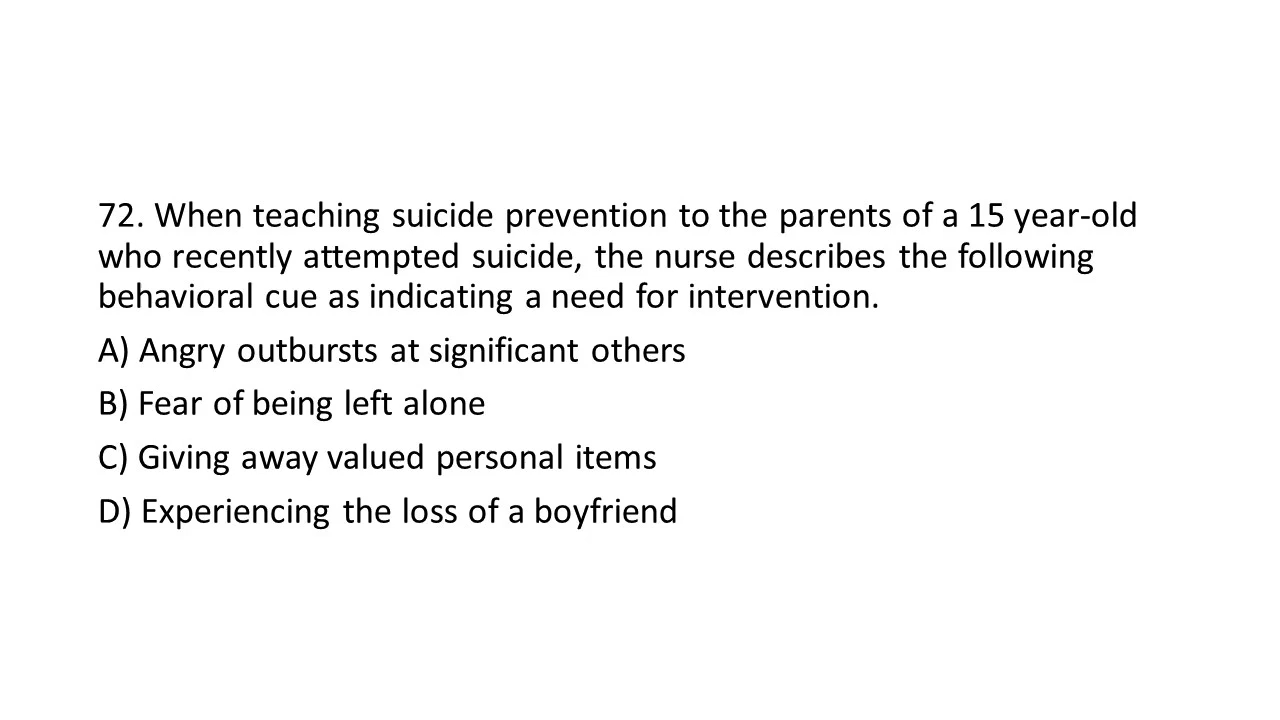 72. When teaching suicide prevention to the parents of a 15 year-old
who recently attempted suicide, the nurse describes the following
behavioral cue as indicating a need for intervention.
A) Angry outbursts at significant others
B) Fear of being left alone
C) Giving away valued personal items
D) Experiencing the loss of a boyfriend